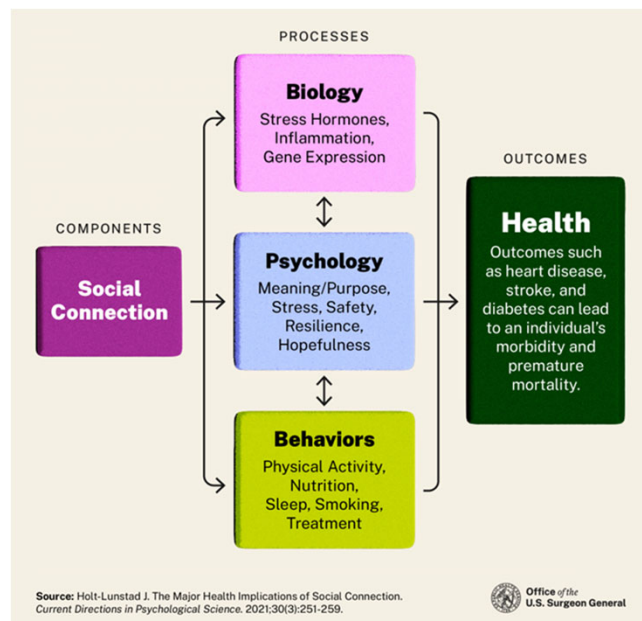 PROCESSES
Biology
Stress Hormones,
Inflammation,
Gene Expression
COMPONENTS
Social
Connection
Psychology
Meaning/Purpose,
Stress, Safety,
Resilience,
Hopefulness
Behaviors
Physical Activity,
Nutrition,
Sleep, Smoking,
Treatment
OUTCOMES
Health
Outcomes such
as heart disease,
stroke, and
diabetes can lead
to an individual's
morbidity and
premature
mortality.
Source: Holt-Lunstad J. The Major Health Implications of Social Connection.
Current Directions in Psychological Science. 2021;30(3):251-259.
Office of the
U.S. Surgeon General